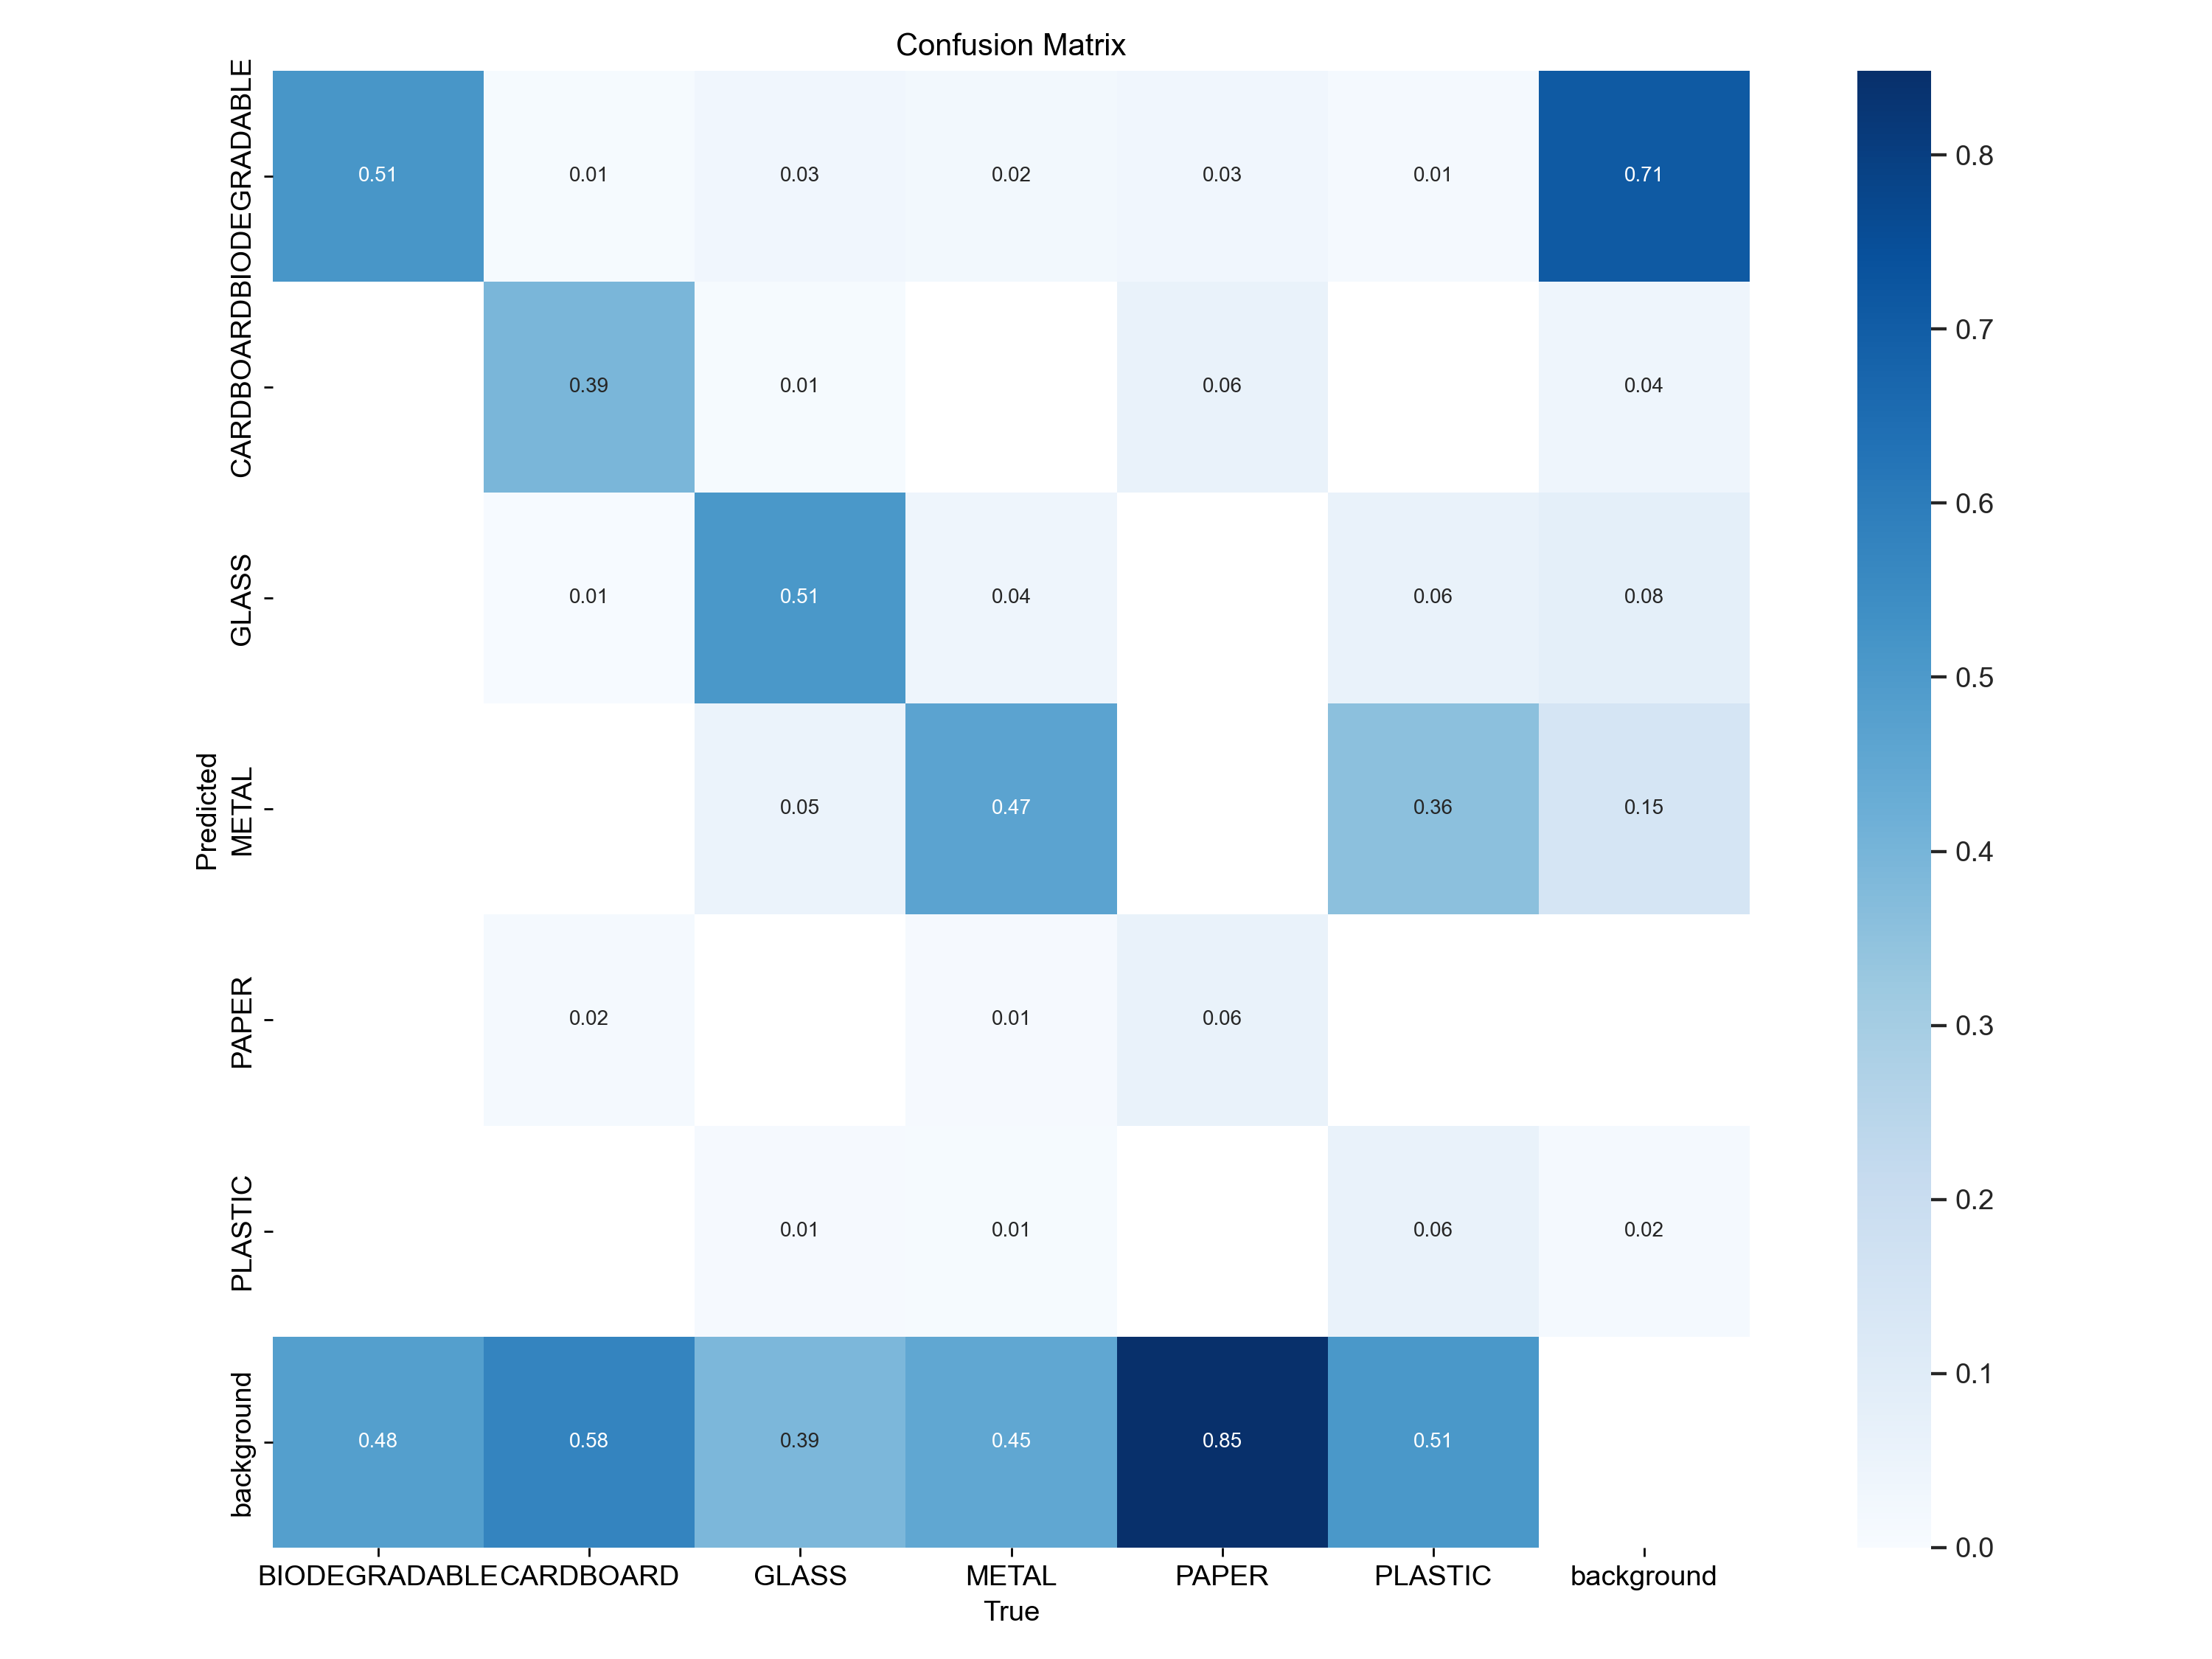 Confusion Matrix
BIODEGRADABLE 0.51 0.01 0.03 0.02 0.03 0.01 0.71
CARDBOARD 0.39 0.01 0.06 0.04
GLASS 0.01 0.51 0.04 0.06 0.08
METAL 0.05 0.47 0.36 0.15
PAPER 0.02 0.01 0.06
PLASTIC 0.01 0.01 0.06 0.02
background 0.48 0.58 0.39 0.45 0.85 0.51
Predicted
BIODEGRADABLE CARDBOARD GLASS METAL PAPER PLASTIC background
True
0.8
0.7
0.6
0.5
0.4
0.3
0.2
0.1
0.0